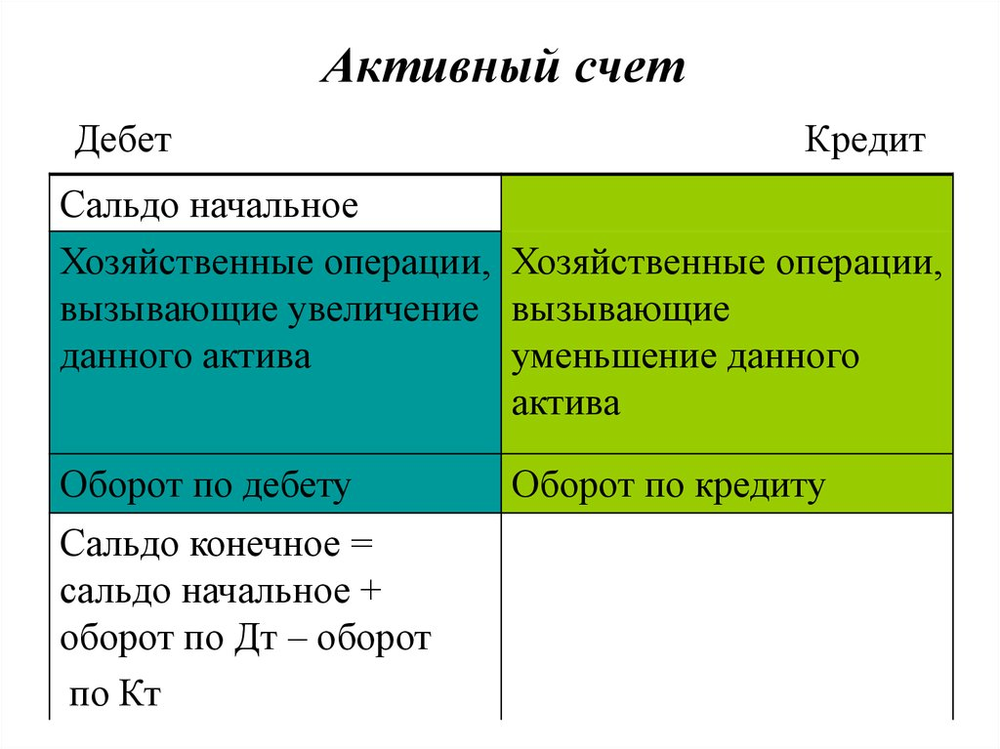 Активный счет
Дебет Кредит
Сальдо начальное
Хозяйственные операции,
вызывающие увеличение
данного актива
Хозяйственные операции,
вызывающие
уменьшение данного
актива
Оборот по дебету
Оборот по кредиту
Сальдо конечное =
сальдо начальное +
оборот по Дт – оборот
по Кт